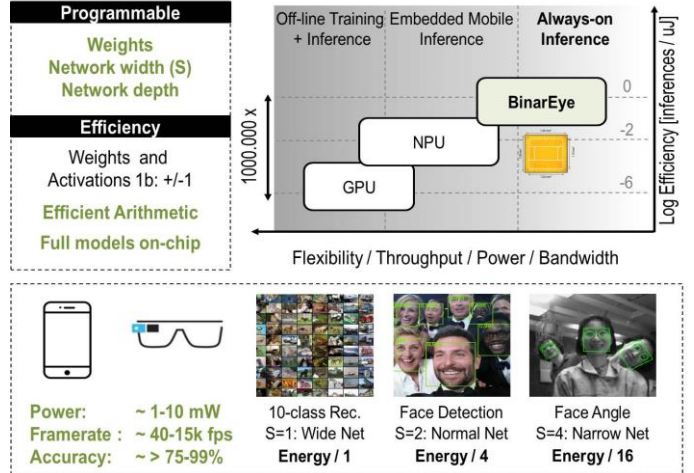 Programmable
Weights
Network width (S)
Network depth
Efficiency
Weights and
Activations 1b: +/-1
Efficient Arithmetic
Full models on-chip
Off-line Training
+ Inference
Embedded Mobile
Inference
Always-on
Inference
1000.000 x
GPU
NPU
BinarEye
0
-2
-6
Log Efficiency [inferences / uJ]
Flexibility / Throughput / Power / Bandwidth
Power: ~ 1-10 mW
Framerate : ~ 40-15k fps
Accuracy: ~ > 75-99%
10-class Rec.
S=1: Wide Net
Energy / 1
Face Detection
S=2: Normal Net
Energy / 4
Face Angle
S=4: Narrow Net
Energy / 16